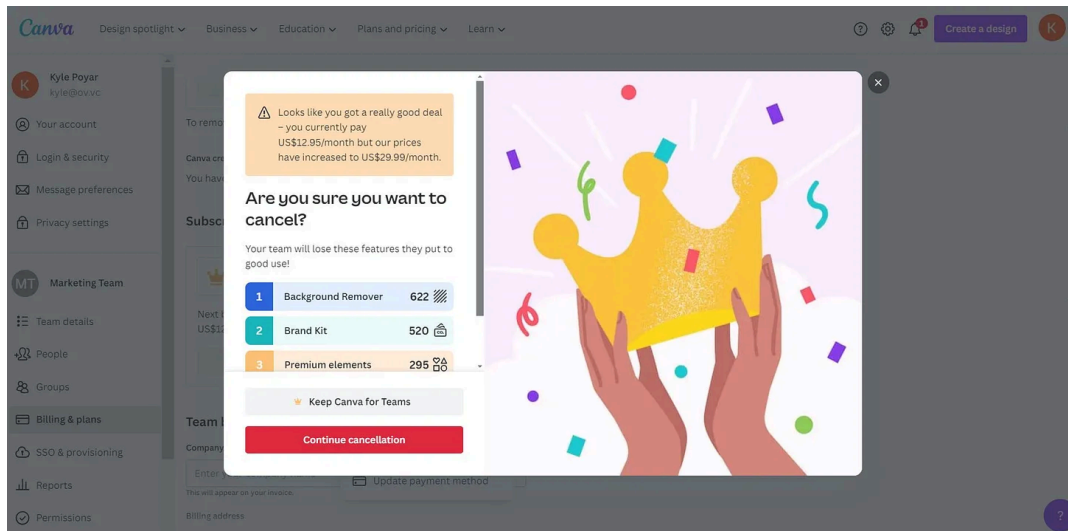 Canva
Design spotlight
Business
Education
Plans and pricing
Learn
1
Create a design
K
K
Kyle Poyar
kyle@ov.vc
Your account
Login & security
Message preferences
Privacy settings
MT
Marketing Team
Team details
People
Groups
Billing & plans
SSO & provisioning
Reports
Permissions
To remo
Canva cre
You have
Subsc
Next b
US$12
Team b
Company
Enter
This will appear on your invoice.
Update payment method
Billing address
Looks like you got a really good deal
– you currently pay
US$12.95/month but our prices
have increased to US$29.99/month.
Are you sure you want to
cancel?
Your team will lose these features they put to
good use!
1 Background Remover 622
2 Brand Kit 520
3 Premium elements 295
Keep Canva for Teams
Continue cancellation
?